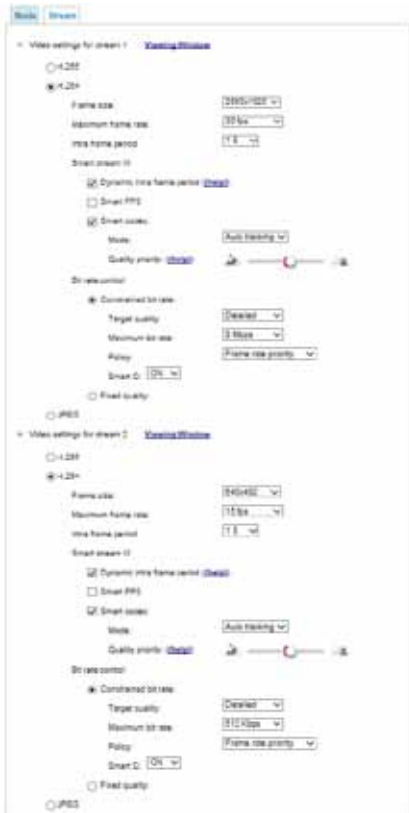 Mode Stream
Video settings for stream 1 Viewing Window
H.265
H.264
Frame size:
Maximum frame rate: 30 fps
Intra frame period: 1 S
Smart stream III
Dynamic intra frame period (Help)
Smart FPS
Smart codec:
Mode: Auto tracking
Quality priority: (Help)
Bit rate control
Constrained bit rate:
Target quality: Detailed
Maximum bit rate: Mbps
Policy: Frame rate priority
Smart Q: ON
Fixed quality:
JPEG
Video settings for stream 2 Viewing Window
H.265
H.264
Frame size:
Maximum frame rate: 15 fps
Intra frame period: 1 S
Smart stream III
Dynamic intra frame period (Help)
Smart FPS
Smart codec:
Mode: Auto tracking
Quality priority: (Help)
Bit rate control
Constrained bit rate:
Target quality: Detailed
Maximum bit rate: 512 Kbps
Policy: Frame rate priority
Smart Q: ON
Fixed quality:
JPEG